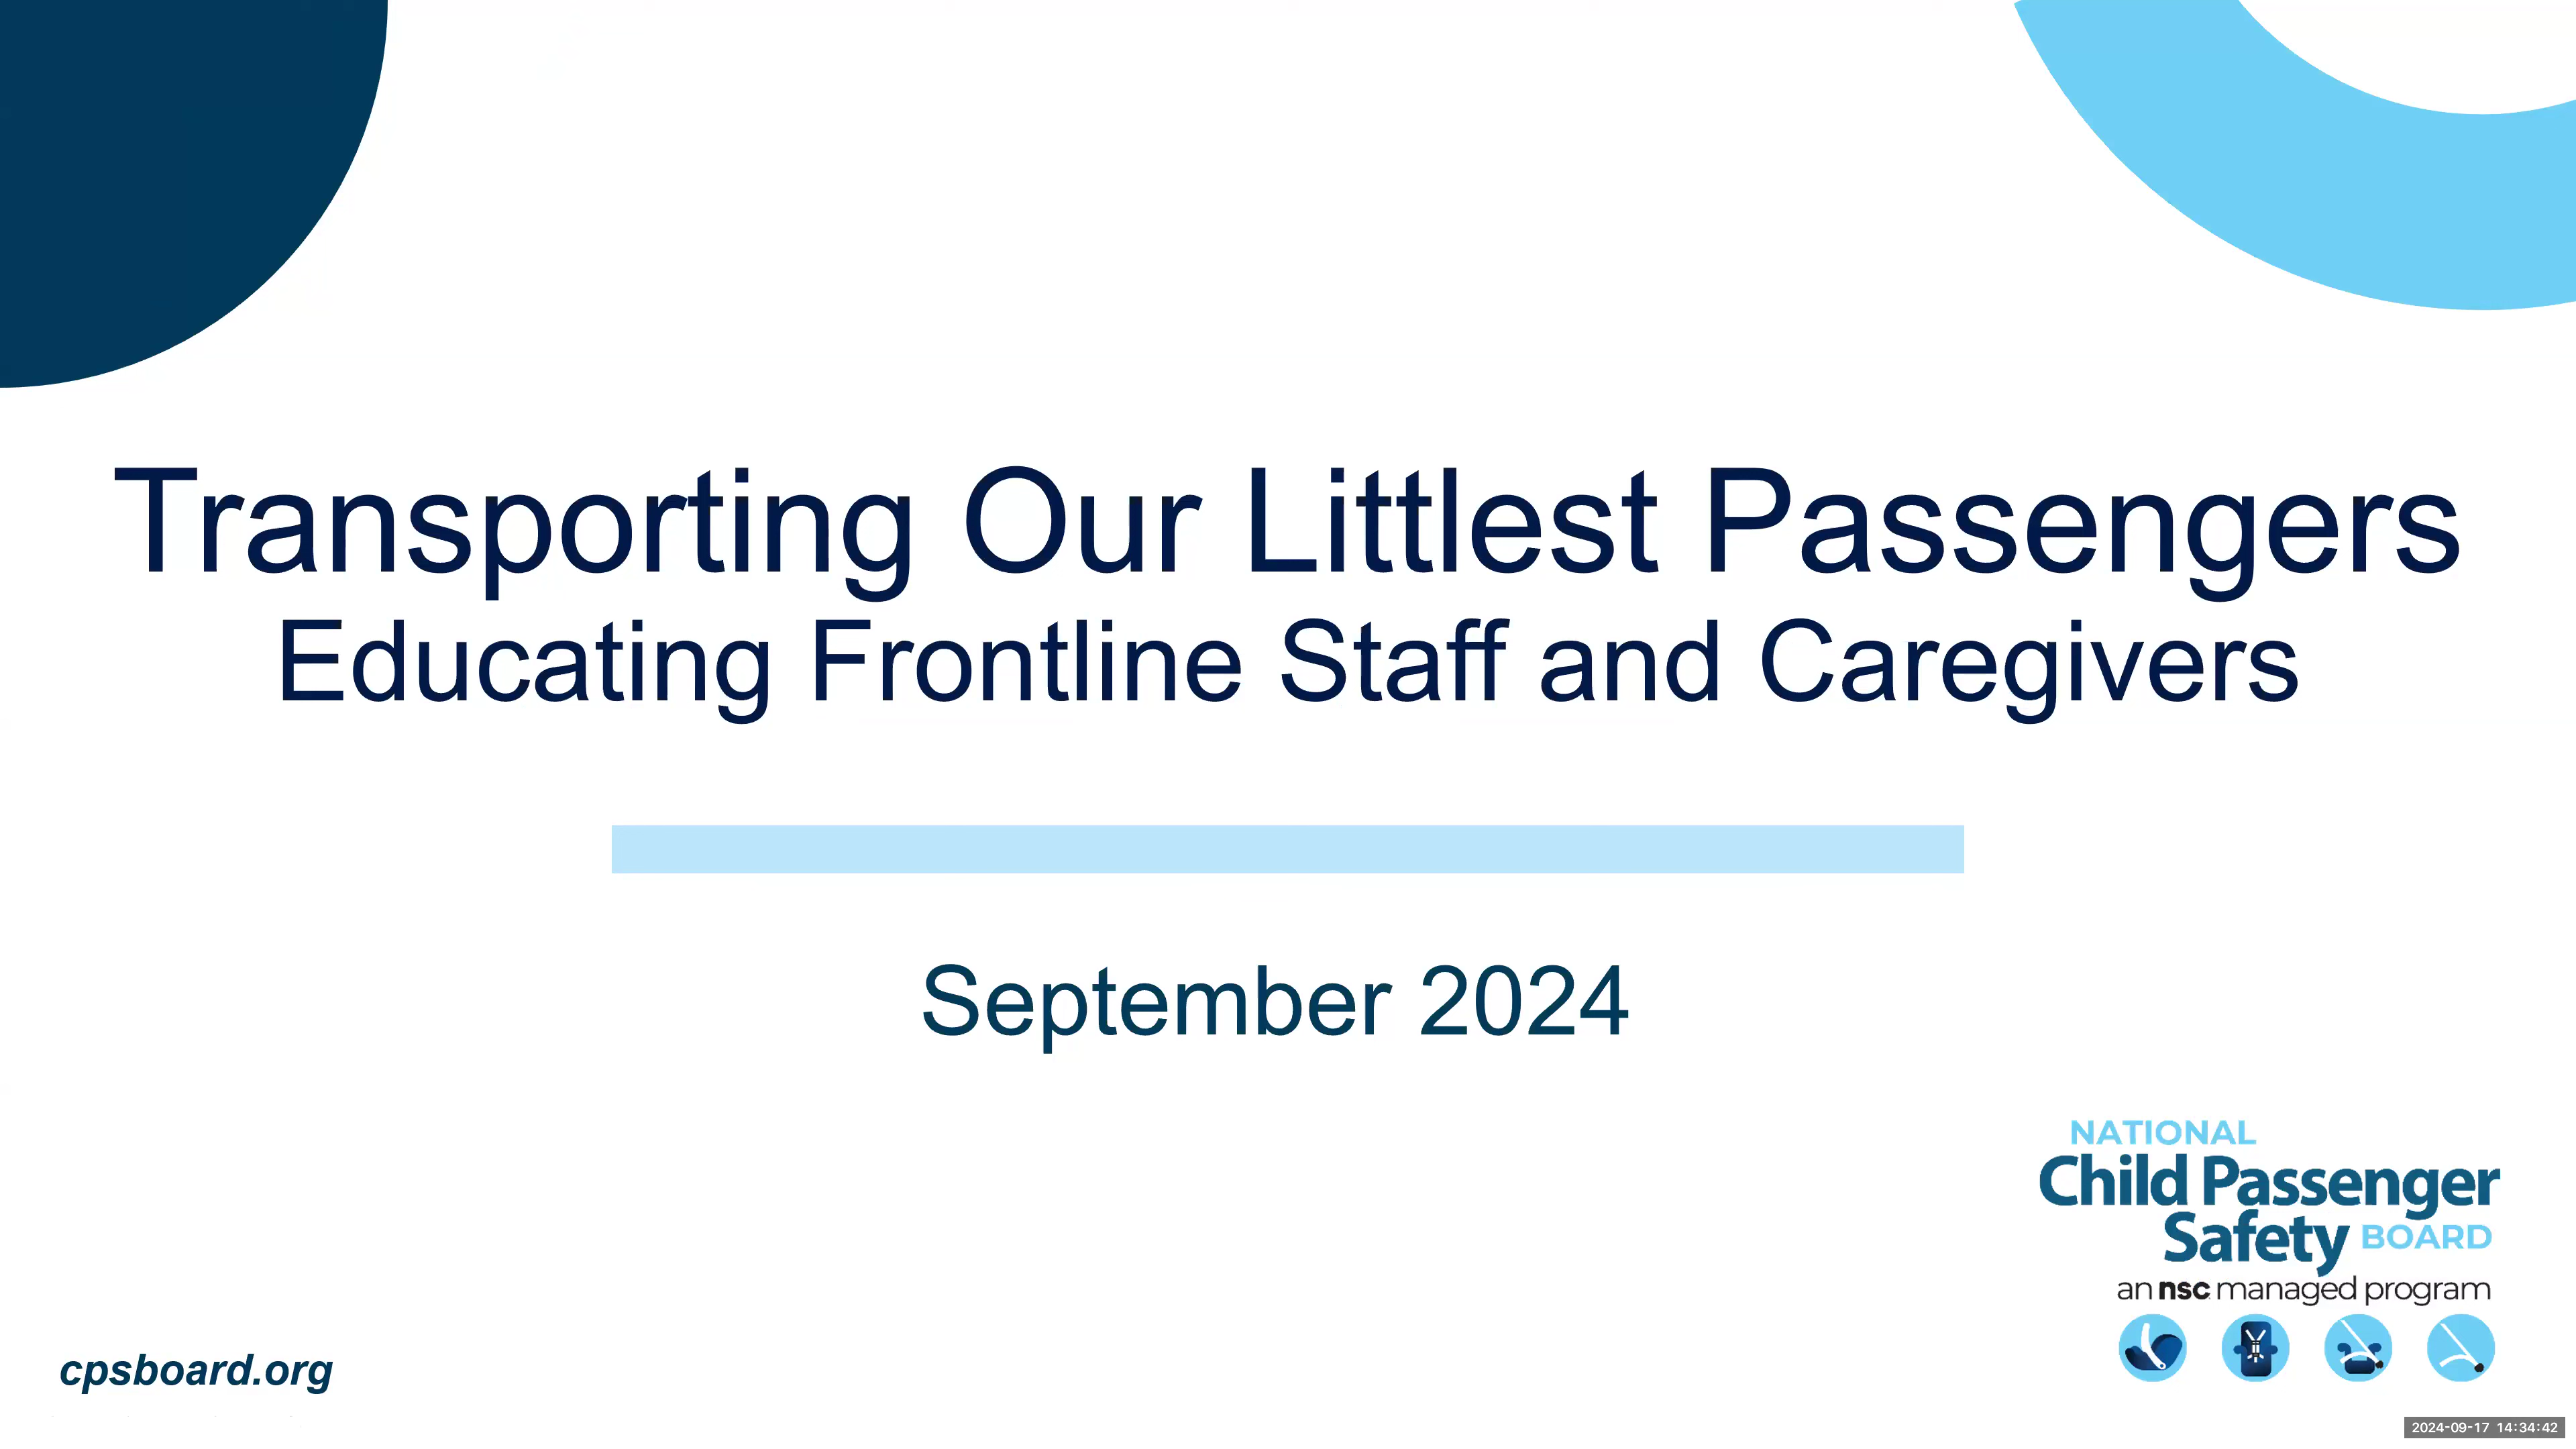 Transporting Our Littlest Passengers
Educating Frontline Staff and Caregivers
September 2024
NATIONAL
Child Passenger
Safety BOARD
an nsc managed program
cpsboard.org
2024-09-17 14:34:42